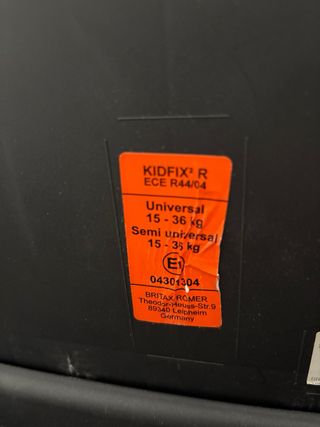 KIDFIX² R
ECE R44/04
Universal
15 - 36 kg
Semi universal
15 - 36 kg
E1
04301304
BRITAX RÖMER
Theodor-Heuss-Str.9
89340 Leipheim
Germany